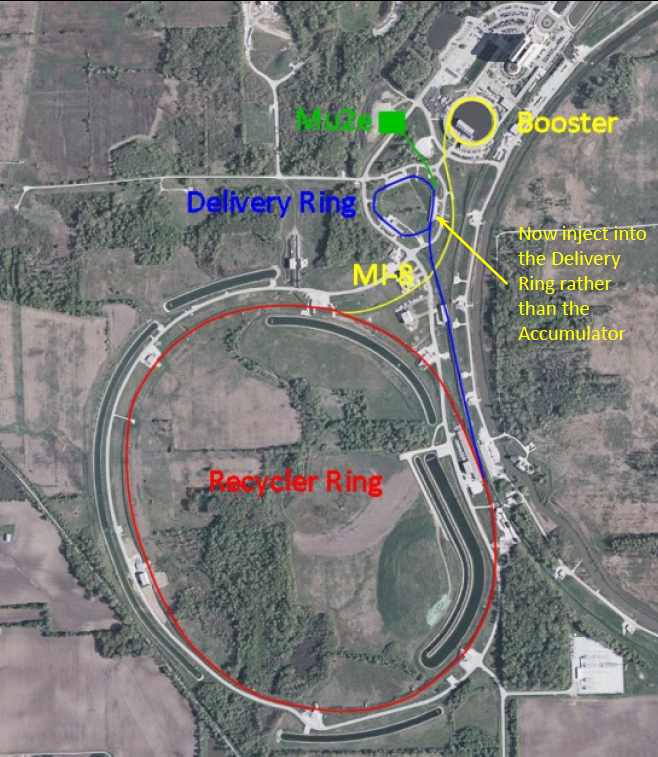 Mu2e
Booster
Delivery Ring
Now inject into
the Delivery
Ring rather
than the
Accumulator
MI-8
Recycler Ring